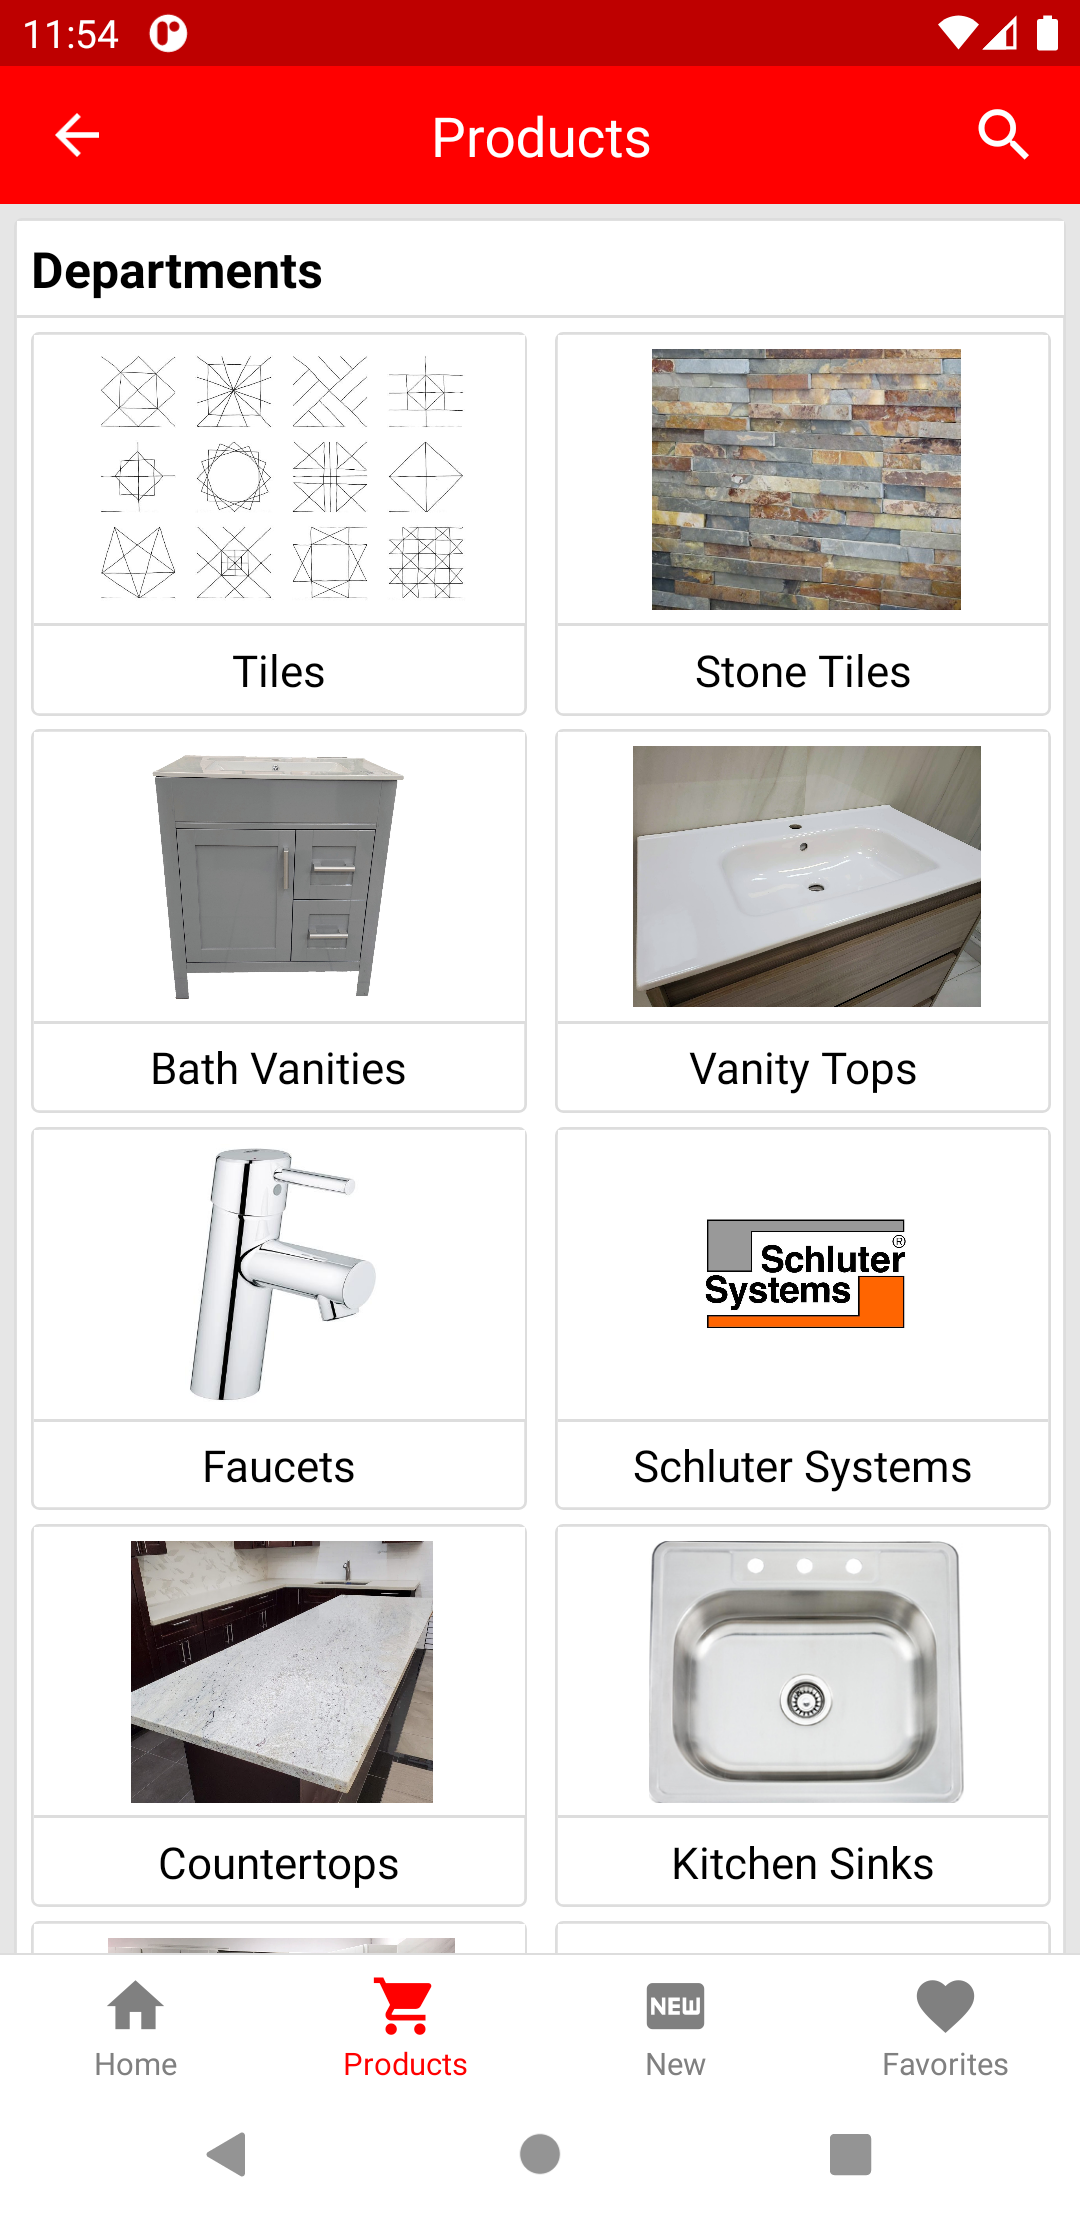 11:54
Products
Departments
Tiles
Stone Tiles
Bath Vanities
Vanity Tops
Schluter®
Systems
Faucets
Schluter Systems
Countertops
Kitchen Sinks
NEW
Home
Products
New
Favorites